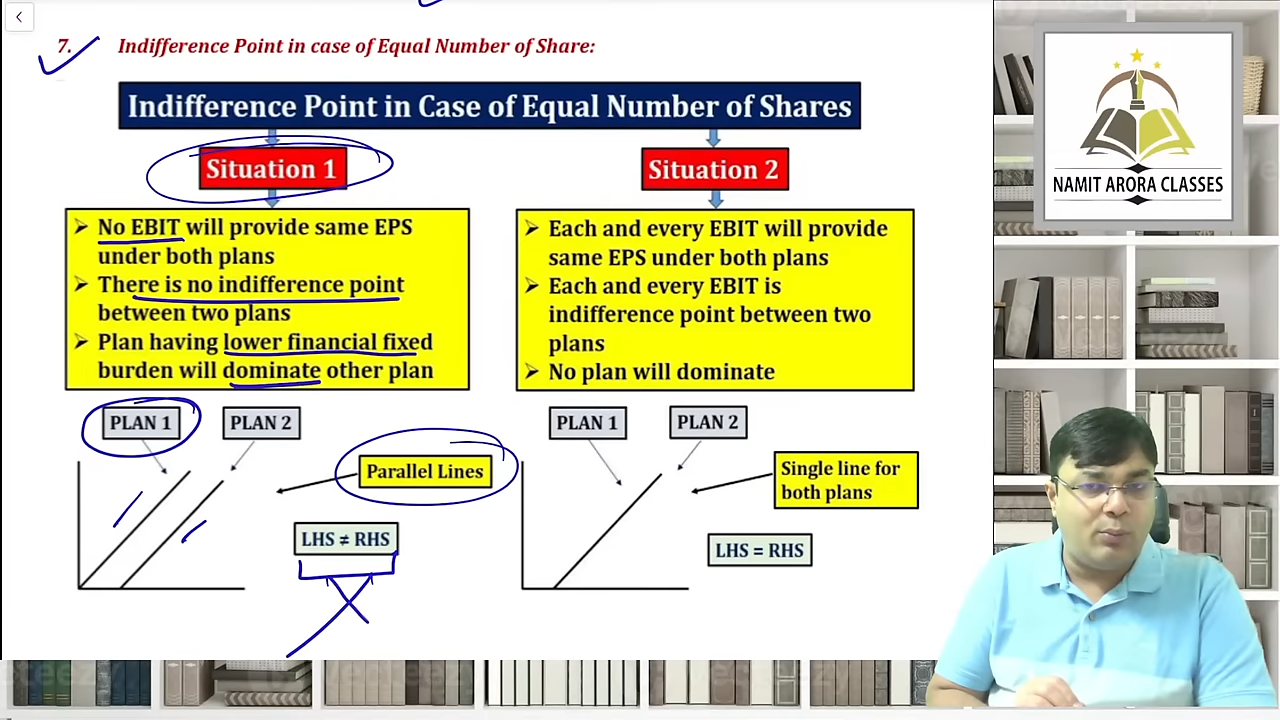 7. Indifference Point in case of Equal Number of Share:
Indifference Point in Case of Equal Number of Shares
Situation 1
➢ No EBIT will provide same EPS
under both plans
➢ There is no indifference point
between two plans
➢ Plan having lower financial fixed
burden will dominate other plan
PLAN 1
PLAN 2
Parallel Lines
LHS ≠ RHS
Situation 2
➢ Each and every EBIT will provide
same EPS under both plans
➢ Each and every EBIT is
indifference point between two
plans
➢ No plan will dominate
PLAN 1
PLAN 2
Single line for
both plans
LHS = RHS
NAMIT ARORA CLASSES